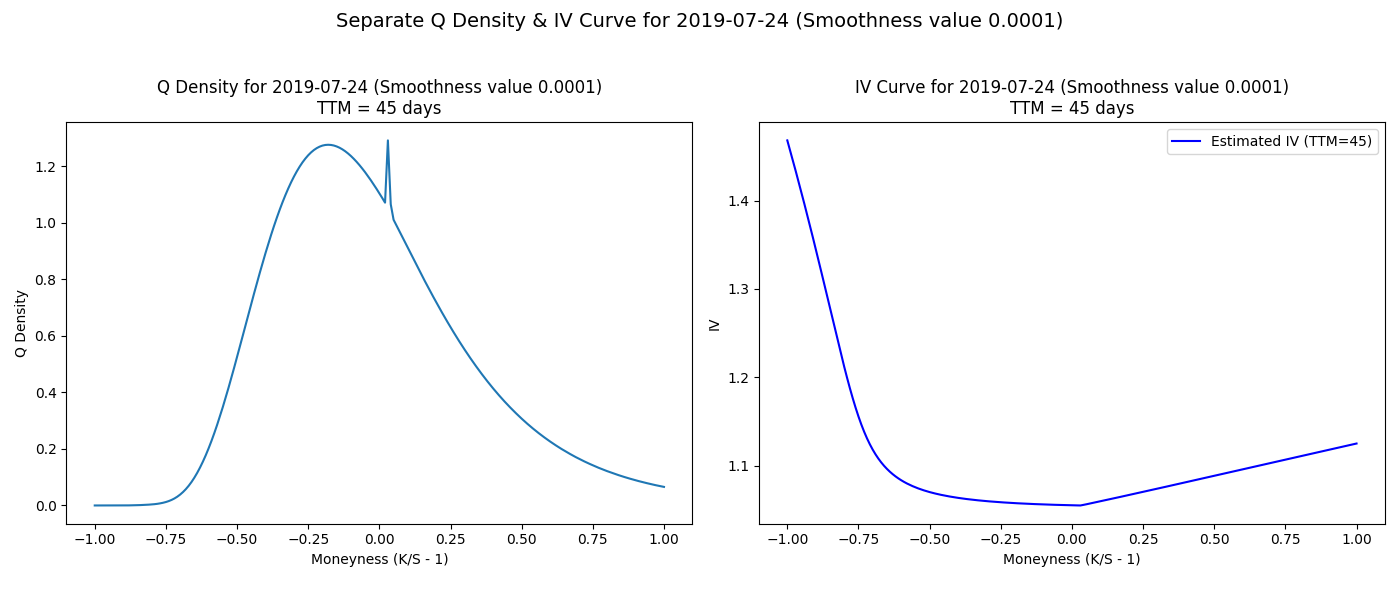 Separate Q Density & IV Curve for 2019-07-24 (Smoothness value 0.0001)
Q Density for 2019-07-24 (Smoothness value 0.0001)
TTM = 45 days
Q Density
1.2
1.0
0.8
0.6
0.4
0.2
0.0
−1.00 −0.75 −0.50 −0.25 0.00 0.25 0.50 0.75 1.00
Moneyness (K/S - 1)
IV Curve for 2019-07-24 (Smoothness value 0.0001)
TTM = 45 days
Estimated IV (TTM=45)
IV
1.4
1.3
1.2
1.1
−1.00 −0.75 −0.50 −0.25 0.00 0.25 0.50 0.75 1.00
Moneyness (K/S - 1)